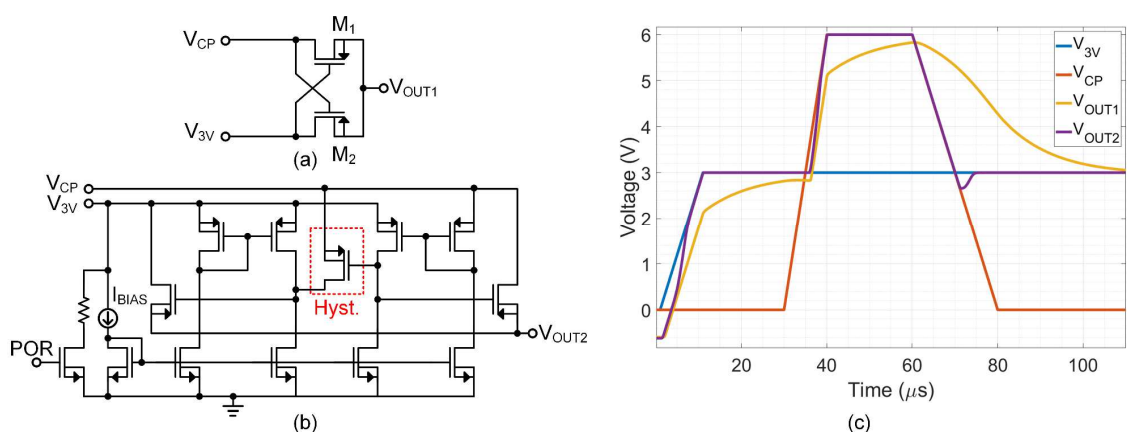 M1
VCP
VOUT1
V3V
M2
(a)
VCP
V3V
IBIAS
Hyst.
VOUT2
POR
(b)
6
5
4
3
2
1
0
Voltage (V)
20
40
60
80
100
Time (μs)
V3V
VCP
VOUT1
VOUT2
(c)